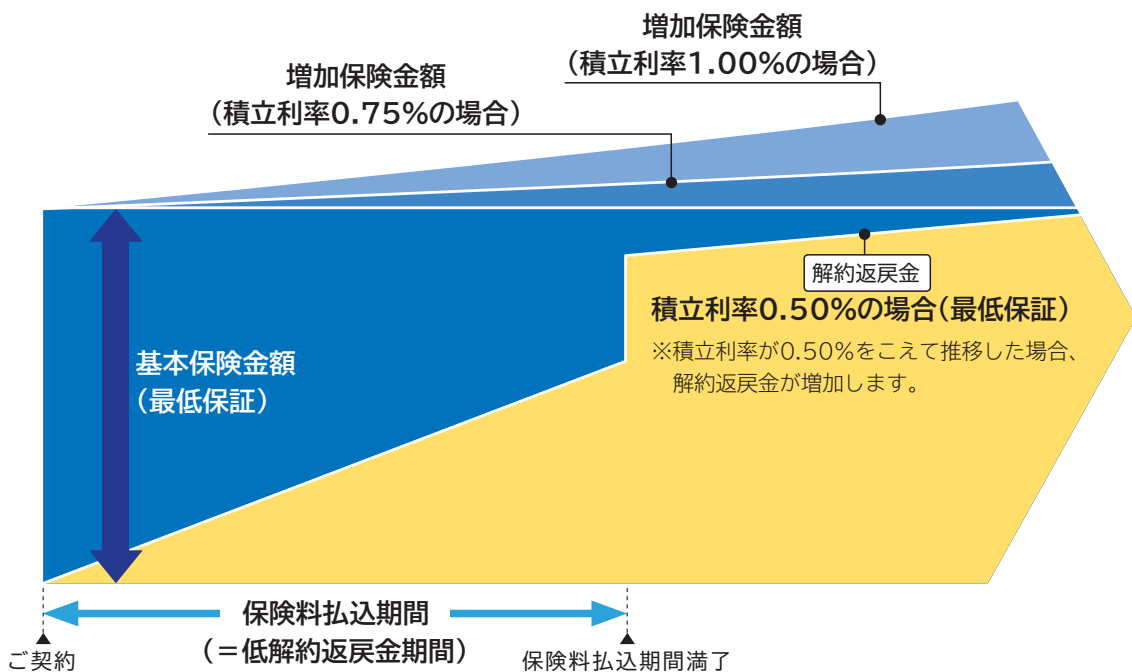 増加保険金額
（積立利率1.00%の場合）
増加保険金額
（積立利率0.75%の場合）
解約返戻金
積立利率0.50%の場合（最低保証）
※積立利率が0.50%をこえて推移した場合、
解約返戻金が増加します。
基本保険金額
（最低保証）
保険料払込期間
（＝低解約返戻金期間）
ご契約
保険料払込期間満了